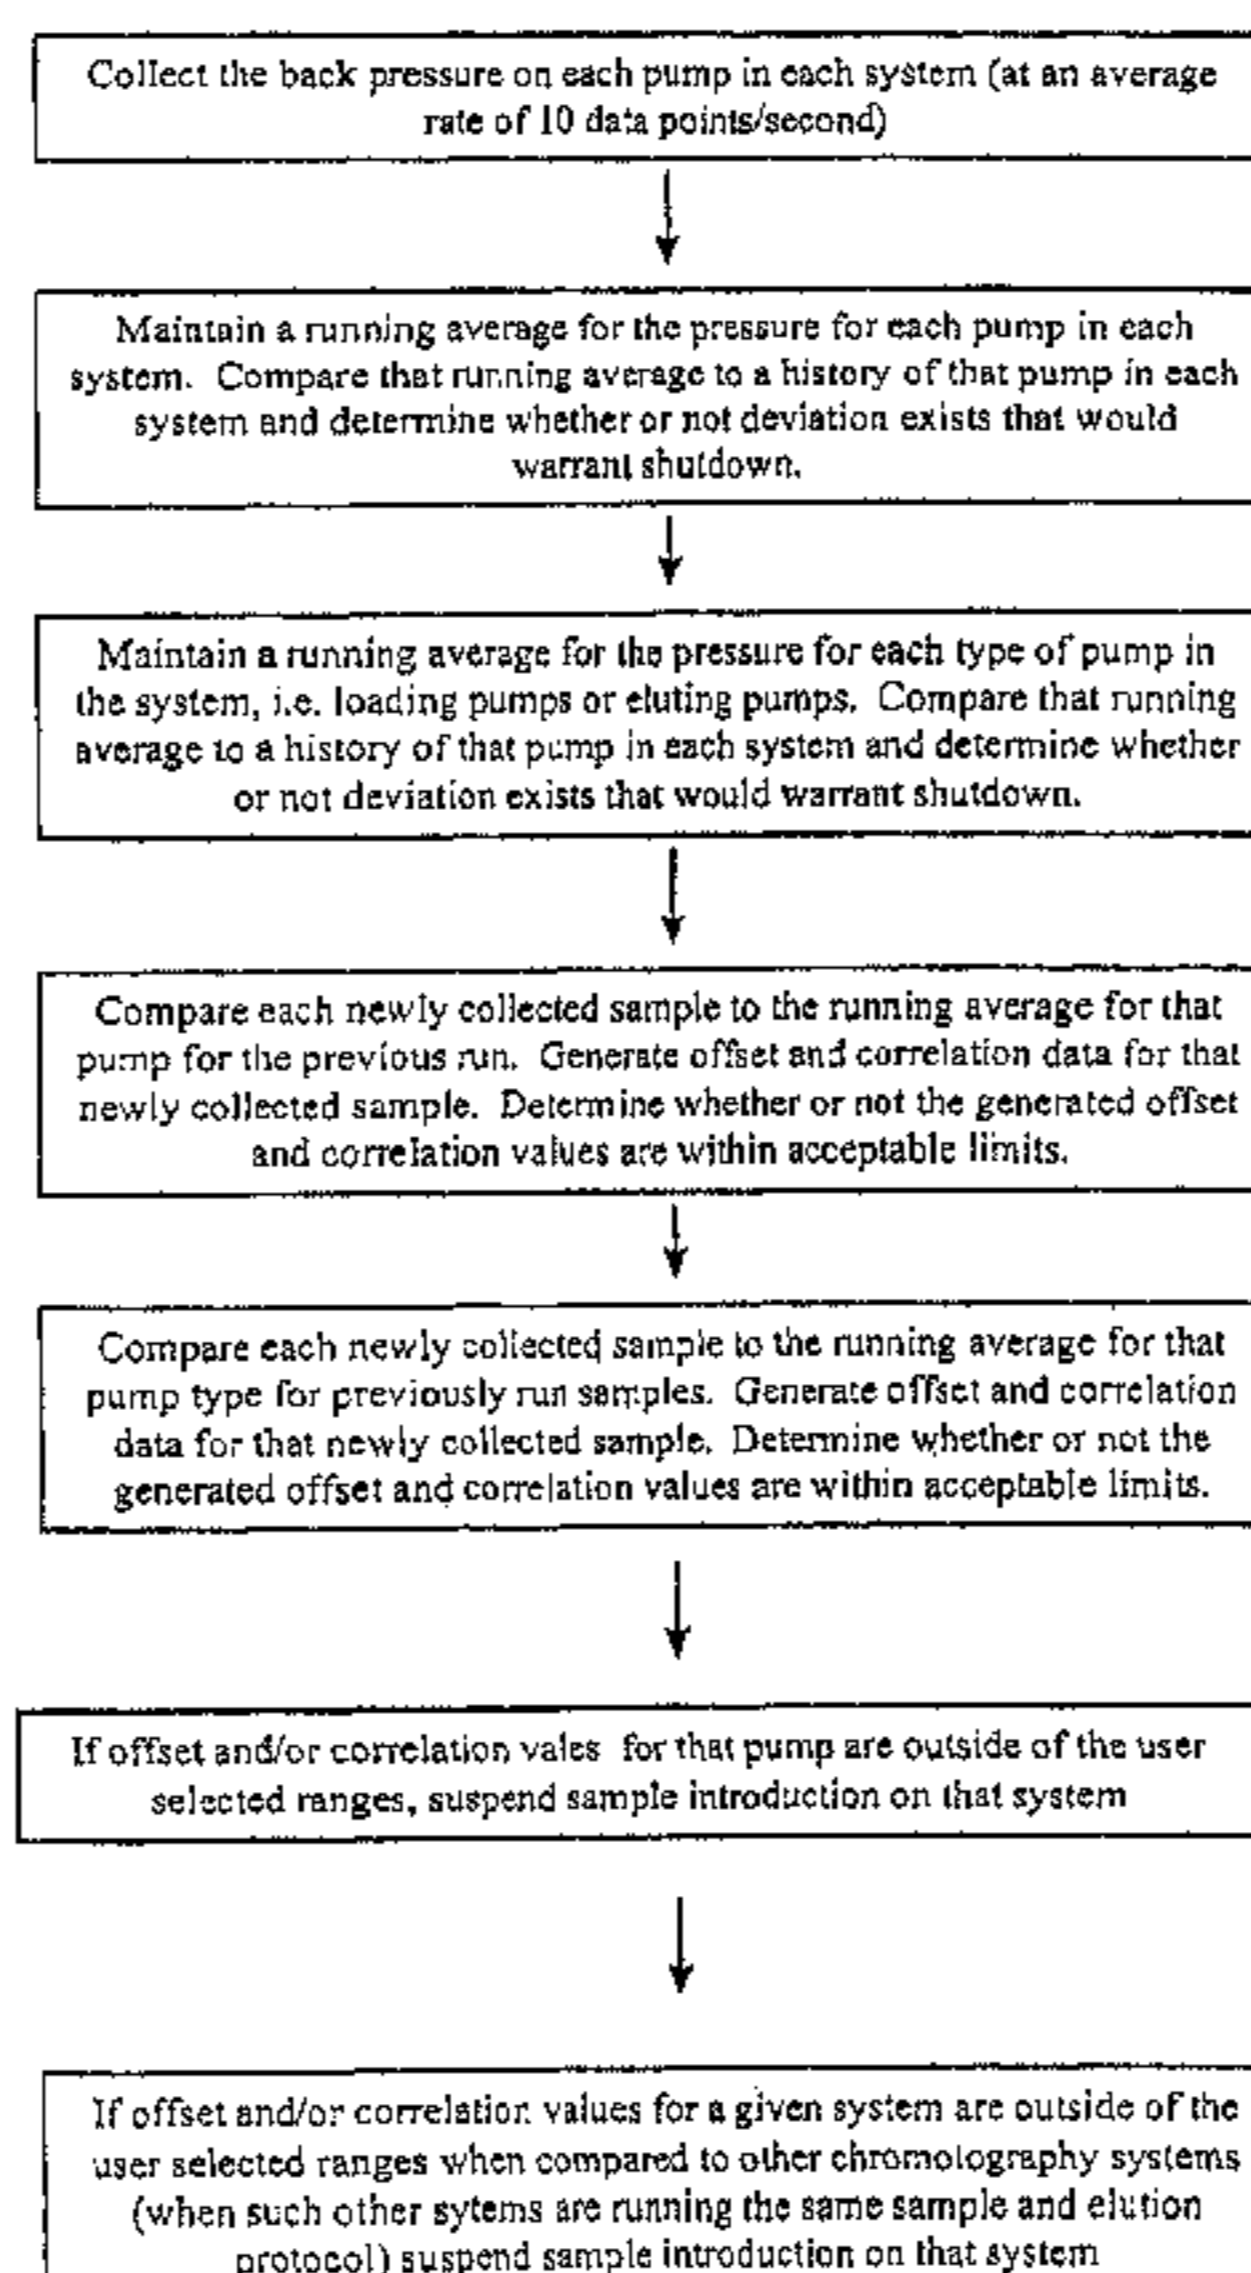 Collect the back pressure on each pump in each system (at an average
rate of 10 data points/second)
Maintain a running average for the pressure for each pump in each
system. Compare that running average to a history of that pump in each
system and determine whether or not deviation exists that would
warrant shutdown.
Maintain a running average for the pressure for each type of pump in
the system, i.e. loading pumps or eluting pumps. Compare that running
average to a history of that pump in each system and determine whether
or not deviation exists that would warrant shutdown.
Compare each newly collected sample to the running average for that
pump for the previous run. Generate offset and correlation data for that
newly collected sample. Determine whether or not the generated offset
and correlation values are within acceptable limits.
Compare each newly collected sample to the running average for that
pump type for previously run samples. Generate offset and correlation
data for that newly collected sample. Determine whether or not the
generated offset and correlation values are within acceptable limits.
If offset and/or correlation vales for that pump are outside of the user
selected ranges, suspend sample introduction on that system
If offset and/or correlation values for a given system are outside of the
user selected ranges when compared to other chromotography systems
(when such other sytems are running the same sample and elution
protocol) suspend sample introduction on that system